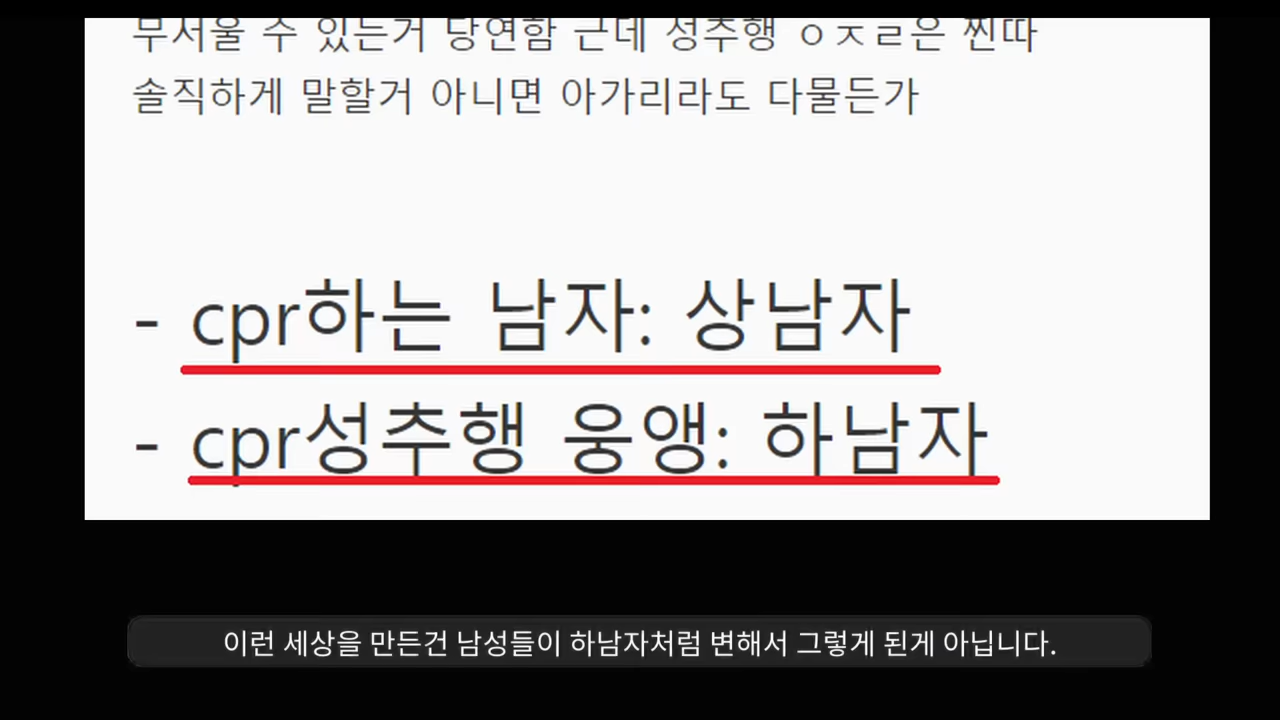 무서울 수 있는거 당연함 근데 성추행 ㅇㅈㄹ은 찐따
솔직하게 말할거 아니면 아가리라도 다물든가
- cpr하는 남자: 상남자
- cpr성추행 웅앵: 하남자
이런 세상을 만든건 남성들이 하남자처럼 변해서 그렇게 된게 아닙니다.